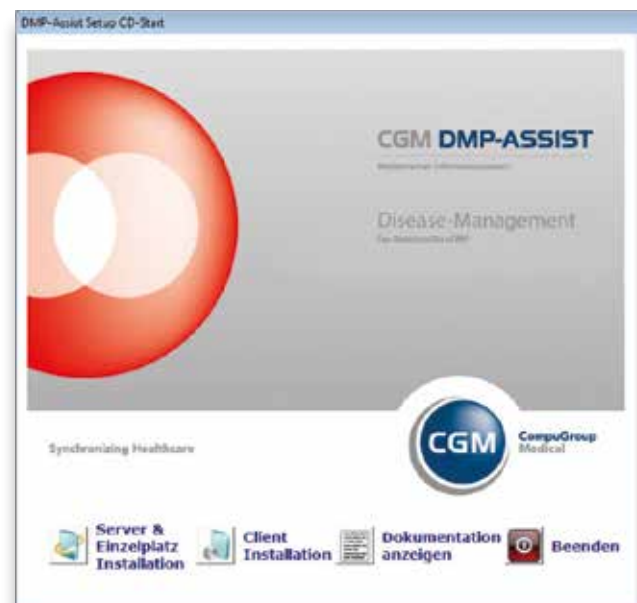 DMP-Assist Setup CD-Start
CGM DMP-ASSIST
Disease-Management
Synchronizing Healthcare
CGM
CompuGroup
Medical
Server &
Einzelplatz
Installation
Client
Installation
Dokumentation
anzeigen
Beenden